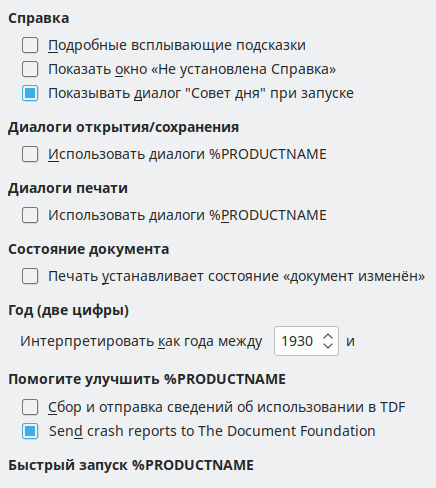 Справка
Подробные всплывающие подсказки
Показать окно «Не установлена Справка»
Показывать диалог "Совет дня" при запуске
Диалоги открытия/сохранения
Использовать диалоги %PRODUCTNAME
Диалоги печати
Использовать диалоги %PRODUCTNAME
Состояние документа
Печать устанавливает состояние «документ изменён»
Год (две цифры)
Интерпретировать как года между 1930 и
Помогите улучшить %PRODUCTNAME
Сбор и отправка сведений об использовании в TDF
Send crash reports to The Document Foundation
Быстрый запуск %PRODUCTNAME